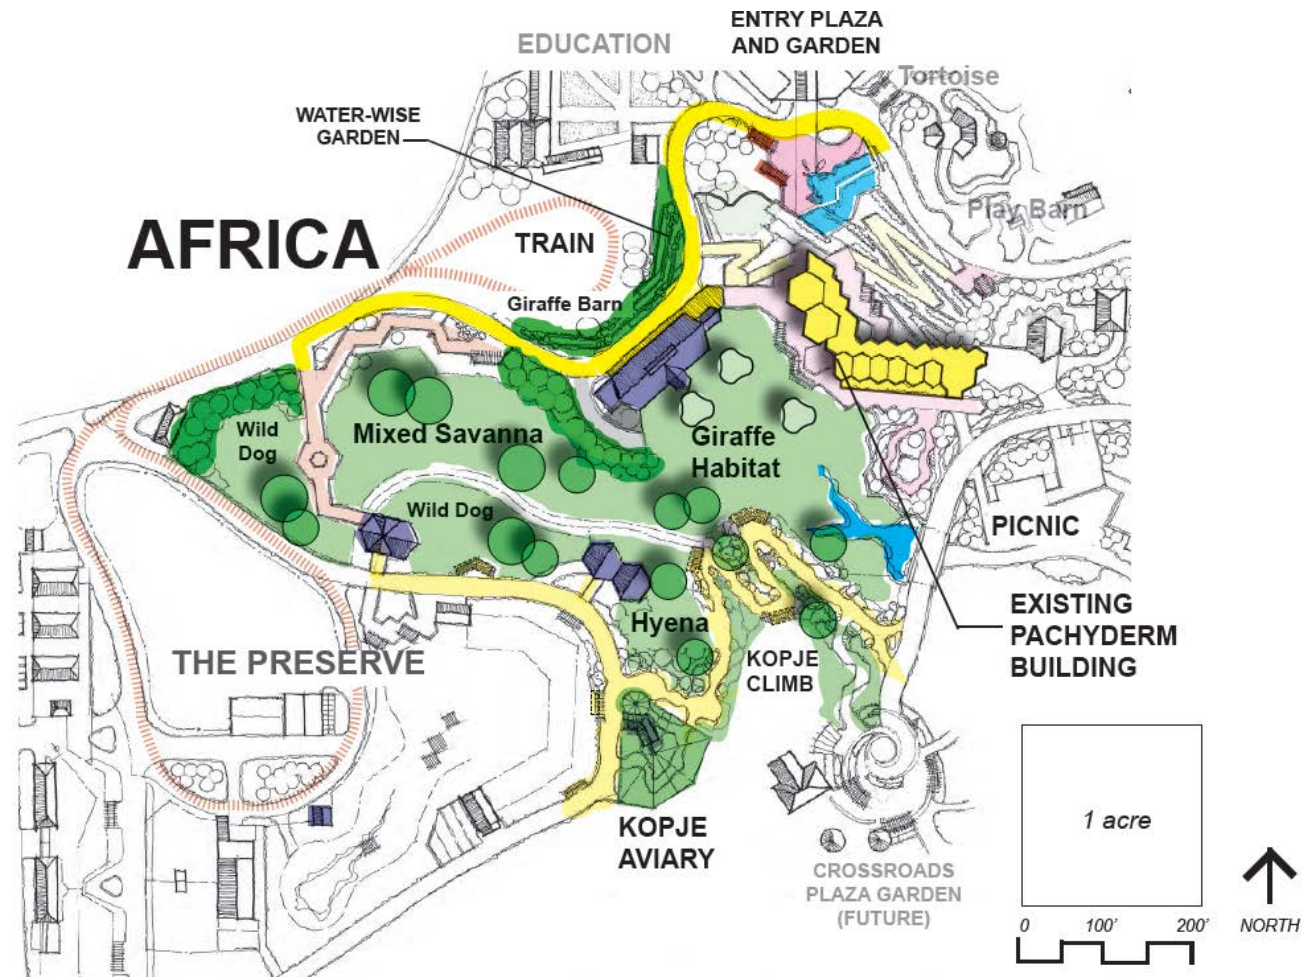 ENTRY PLAZA
AND GARDEN
EDUCATION
Tortoise
WATER-WISE
GARDEN
Play Barn
AFRICA
TRAIN
Giraffe Barn
Wild
Dog
Mixed Savanna
Giraffe
Habitat
Wild Dog
PICNIC
EXISTING
PACHYDERM
BUILDING
Hyena
THE PRESERVE
KOPJE
CLIMB
KOPJE
AVIARY
1 acre
CROSSROADS
PLAZA GARDEN
(FUTURE)
0 100' 200'
NORTH